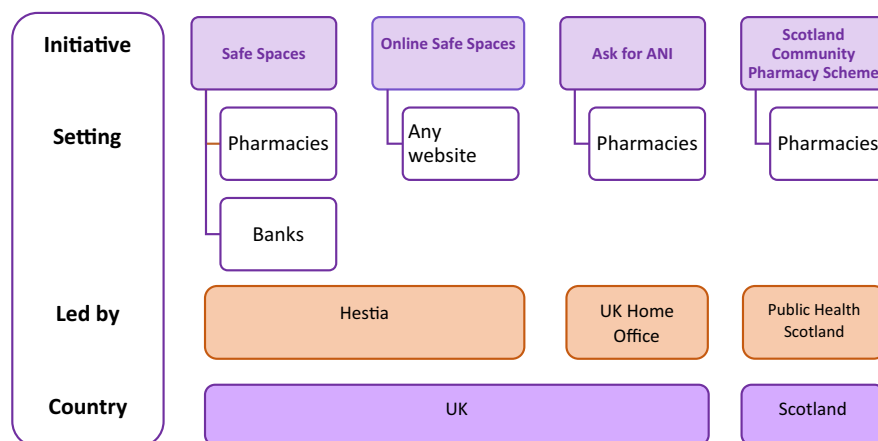 Initiative
Safe Spaces
Online Safe Spaces
Ask for ANI
Scotland
Community
Pharmacy Scheme
Setting
Pharmacies
Any
website
Pharmacies
Pharmacies
Banks
Led by
Hestia
UK Home
Office
Public Health
Scotland
Country
UK
Scotland